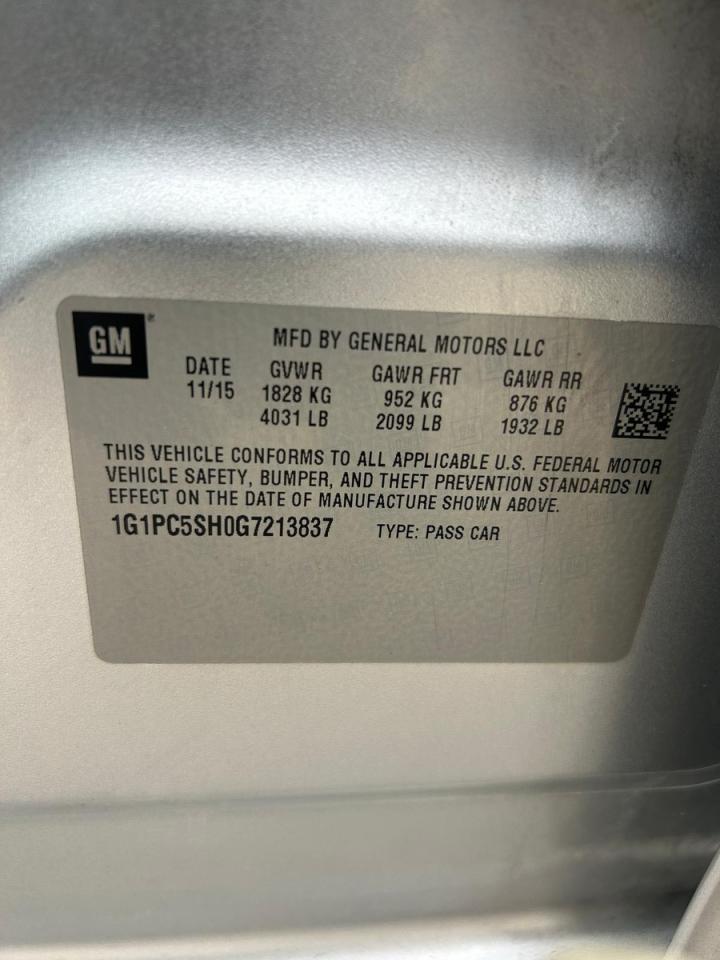 GM
MFD BY GENERAL MOTORS LLC
DATE GVWR GAWR FRT GAWR RR
11/15 1828 KG 952 KG 876 KG
4031 LB 2099 LB 1932 LB
THIS VEHICLE CONFORMS TO ALL APPLICABLE U.S. FEDERAL MOTOR
VEHICLE SAFETY, BUMPER, AND THEFT PREVENTION STANDARDS IN
EFFECT ON THE DATE OF MANUFACTURE SHOWN ABOVE.
1G1PC5SH0G7213837 TYPE: PASS CAR